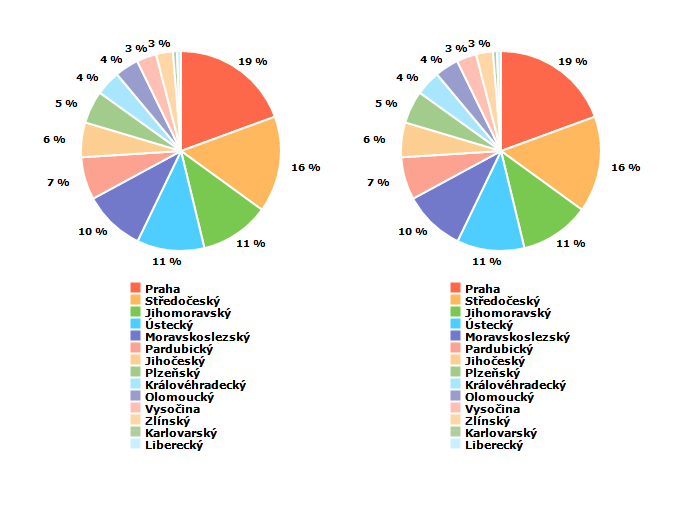 3 % 3 %
4 %
4 %
5 %
6 %
7 %
10 %
11 %
11 %
16 %
19 %
Praha
Středočeský
Jihomoravský
Ústecký
Moravskoslezský
Pardubický
Jihočeský
Plzeňský
Královéhradecký
Olomoucký
Vysočina
Zlínský
Karlovarský
Liberecký
3 % 3 %
4 %
4 %
5 %
6 %
7 %
10 %
11 %
11 %
16 %
19 %
Praha
Středočeský
Jihomoravský
Ústecký
Moravskoslezský
Pardubický
Jihočeský
Plzeňský
Královéhradecký
Olomoucký
Vysočina
Zlínský
Karlovarský
Liberecký